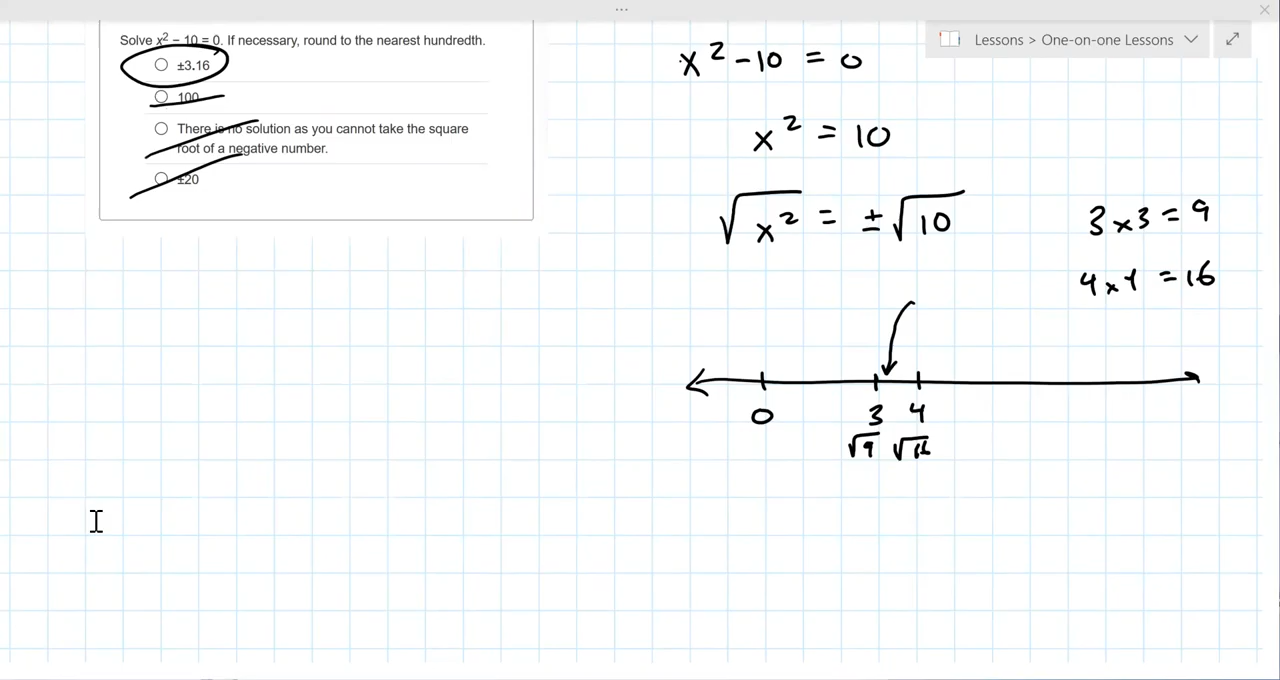 Lessons > One-on-one Lessons
Solve x² − 10 = 0. If necessary, round to the nearest hundredth.
±3.16
100
There is no solution as you cannot take the square
root of a negative number.
±20
x² - 10 = 0
x² = 10
√x² = ±√10
3 x 3 = 9
4 x 4 = 16
0 3 4
√9 √16